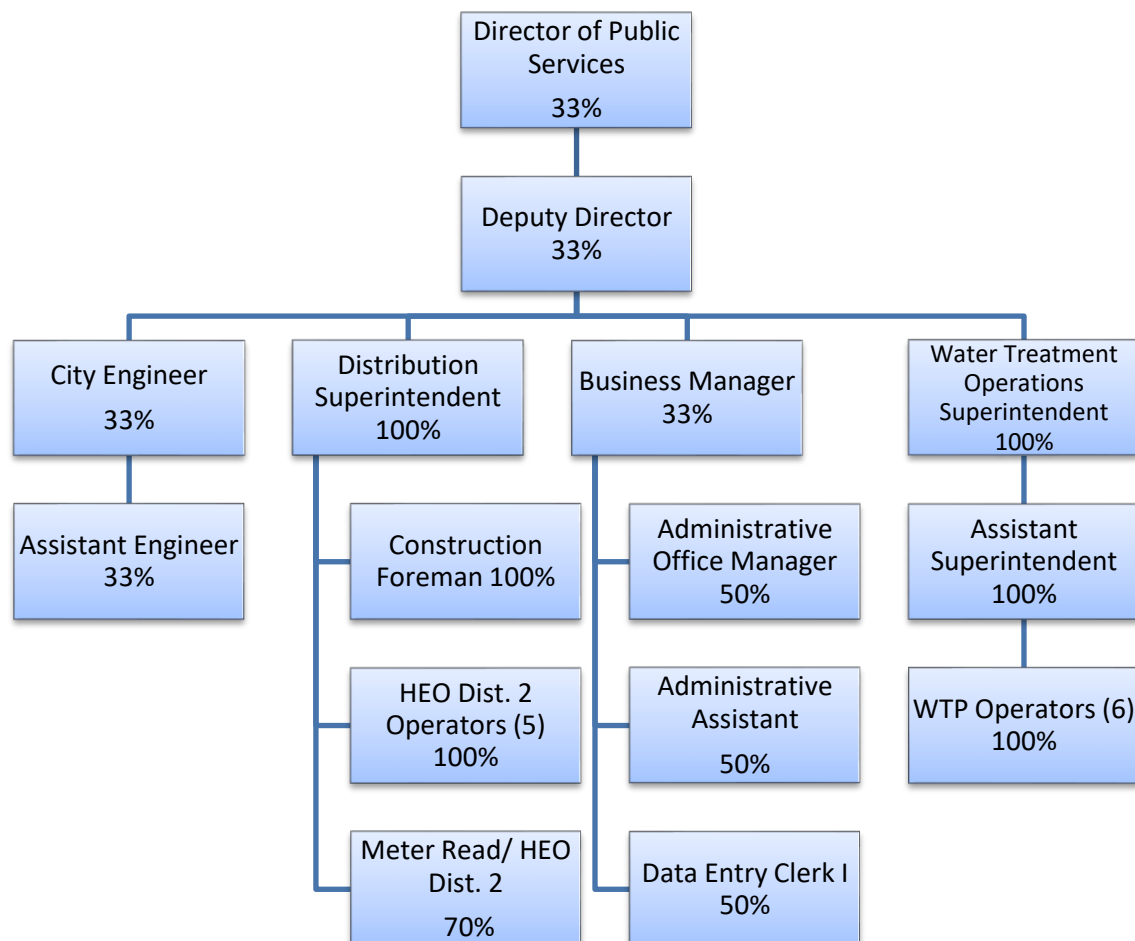 Director of Public
Services
33%
Deputy Director
33%
City Engineer
33%
Distribution
Superintendent
100%
Business Manager
33%
Water Treatment
Operations
Superintendent
100%
Assistant Engineer
33%
Construction
Foreman 100%
Administrative
Office Manager
50%
Assistant
Superintendent
100%
HEO Dist. 2
Operators (5)
100%
Administrative
Assistant
50%
WTP Operators (6)
100%
Meter Read/ HEO
Dist. 2
70%
Data Entry Clerk I
50%